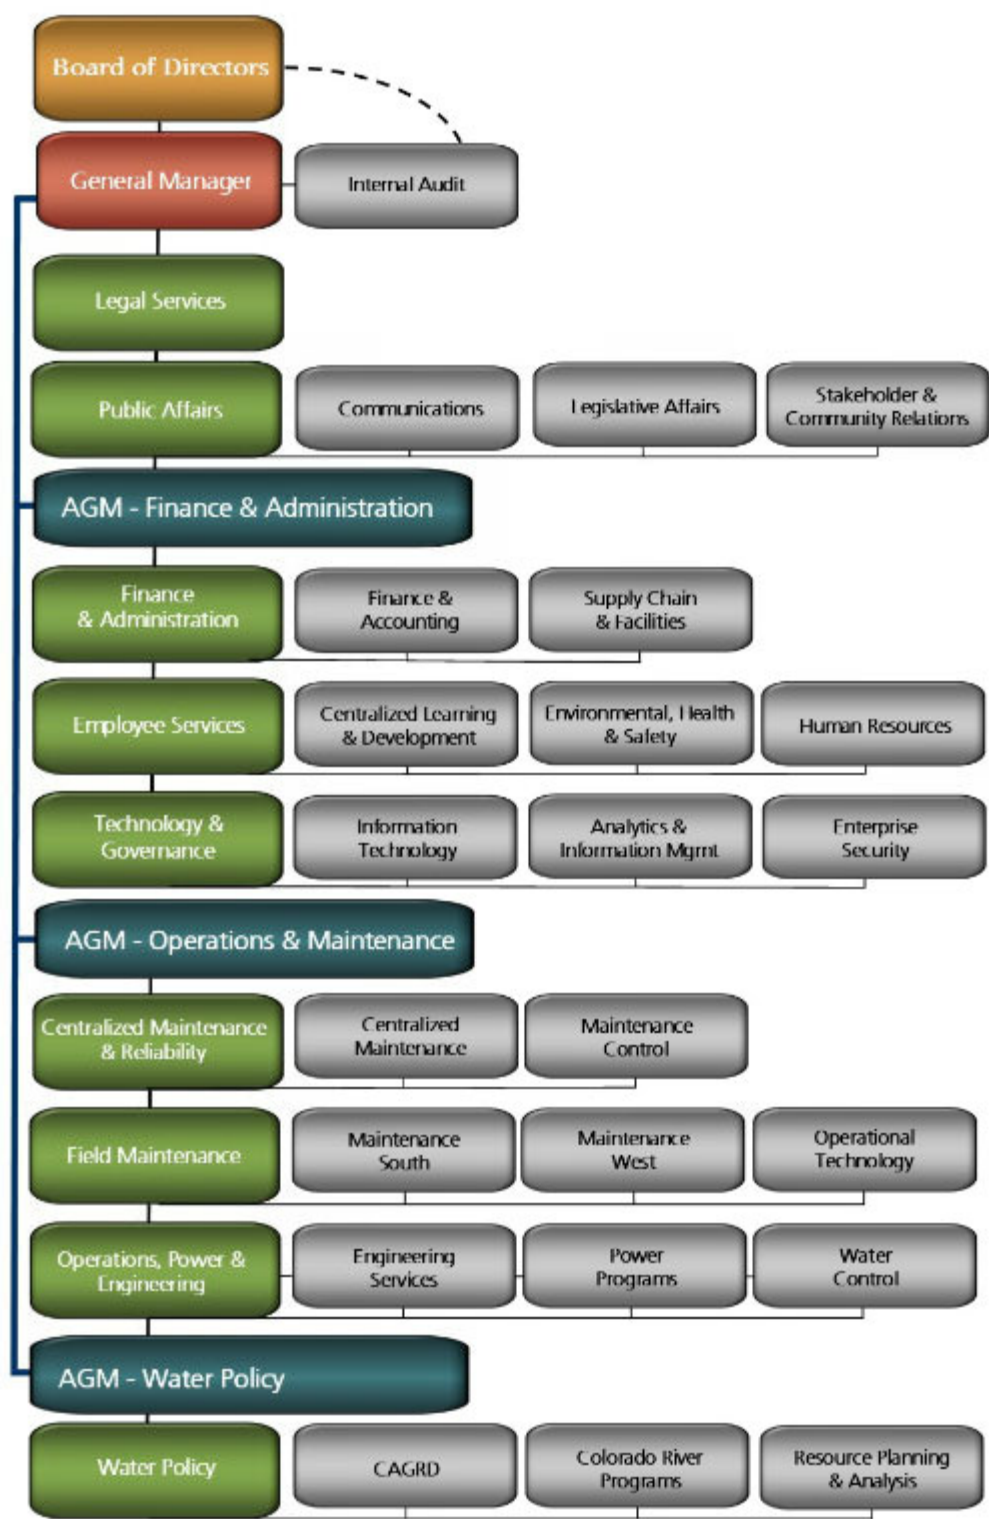 Board of Directors
General Manager
Internal Audit
Legal Services
Public Affairs
Communications
Legislative Affairs
Stakeholder &
Community Relations
AGM - Finance & Administration
Finance
& Administration
Finance &
Accounting
Supply Chain
& Facilities
Employee Services
Centralized Learning
& Development
Environmental, Health
& Safety
Human Resources
Technology &
Governance
Information
Technology
Analytics &
Information Mgmt
Enterprise
Security
AGM - Operations & Maintenance
Centralized Maintenance
& Reliability
Centralized
Maintenance
Maintenance
Control
Field Maintenance
Maintenance
South
Maintenance
West
Operational
Technology
Operations, Power &
Engineering
Engineering
Services
Power
Programs
Water
Control
AGM - Water Policy
Water Policy
CAGRD
Colorado River
Programs
Resource Planning
& Analysis